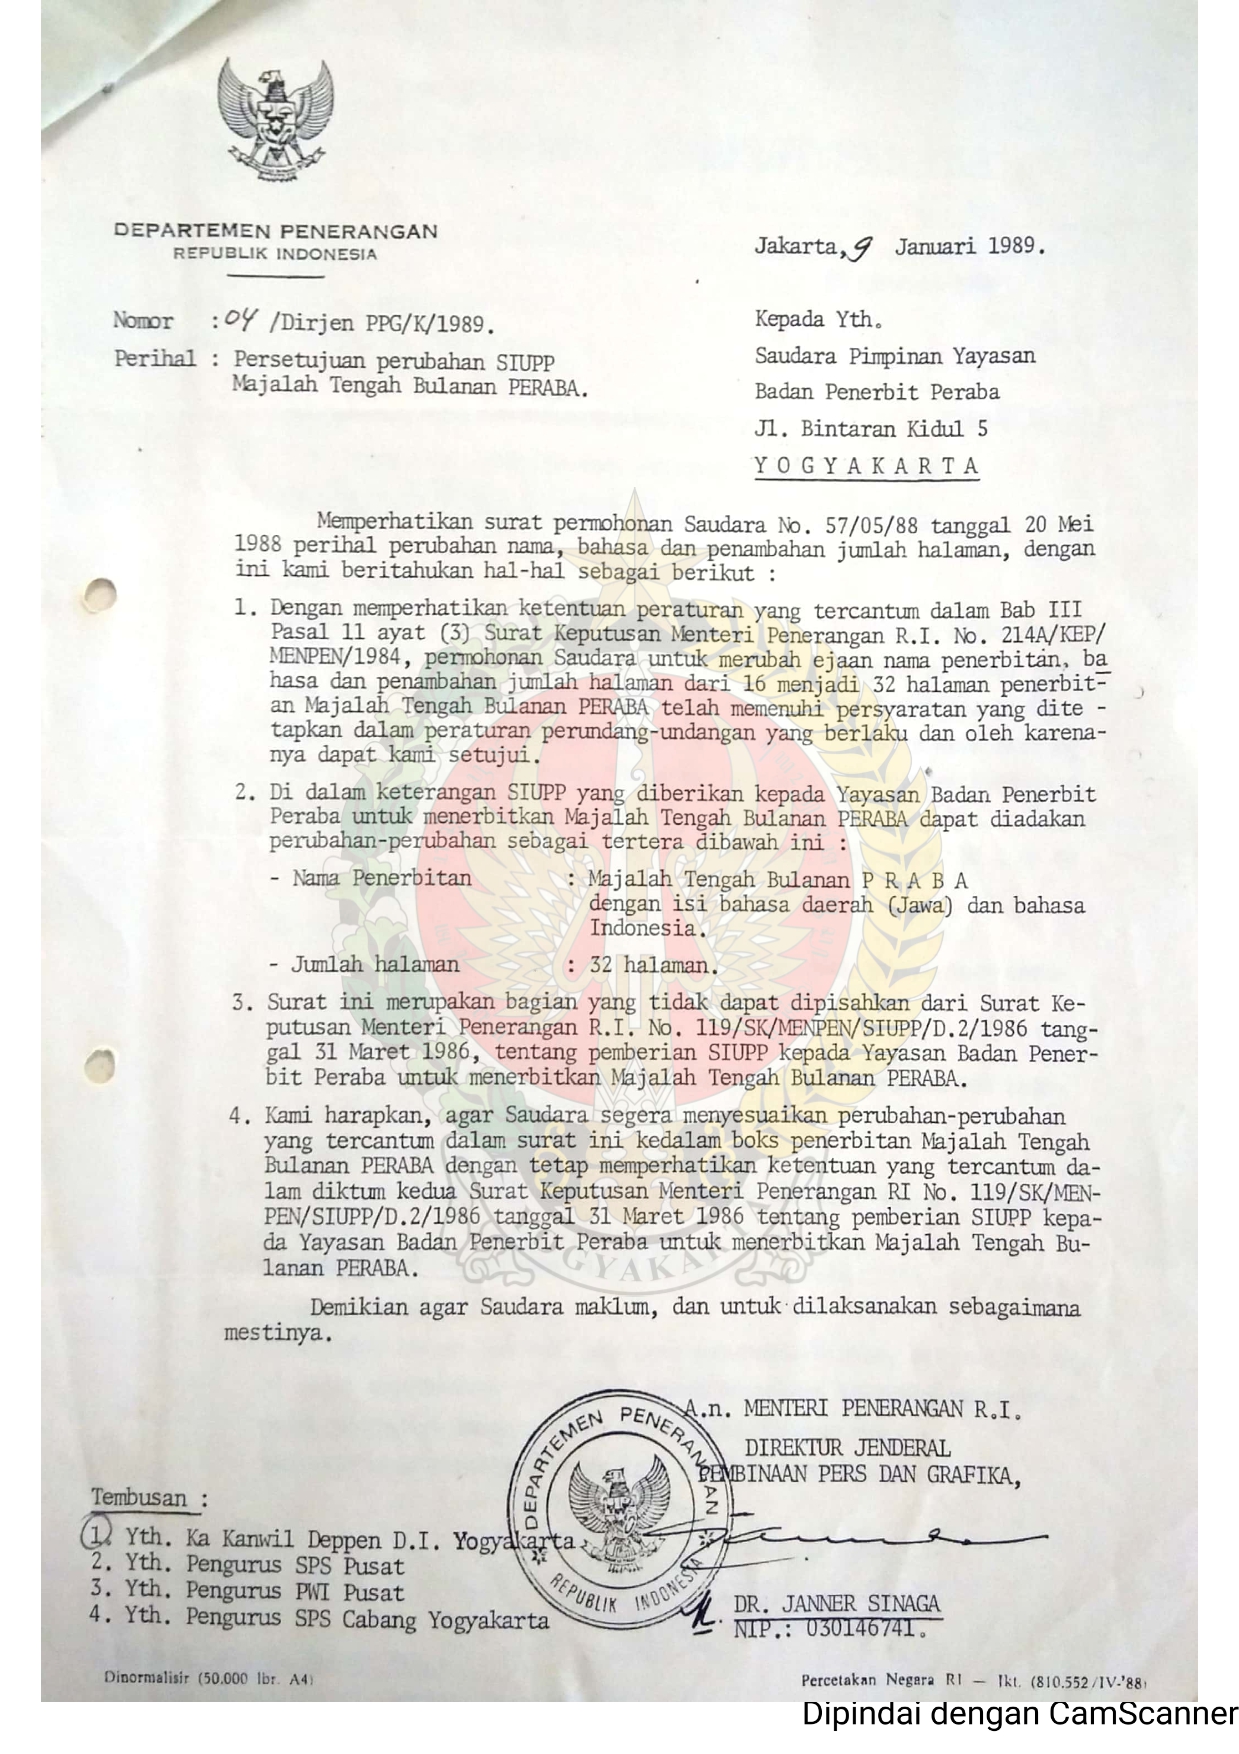 DEPARTEMEN PENERANGAN
REPUBLIK INDONESIA
Jakarta, 9 Januari 1989.
Nomor : 04 /Dirjen PPG/K/1989.
Perihal : Persetujuan perubahan SIUPP
Majalah Tengah Bulanan PERABA.
Kepada Yth.
Saudara Pimpinan Yayasan
Badan Penerbit Peraba
Jl. Bintaran Kidul 5
Y O G Y A K A R T A
Memperhatikan surat permohonan Saudara No. 57/05/88 tanggal 20 Mei
1988 perihal perubahan nama, bahasa dan penambahan jumlah halaman, dengan
ini kami beritahukan hal-hal sebagai berikut :
1. Dengan memperhatikan ketentuan peraturan yang tercantum dalam Bab III
Pasal 11 ayat (3) Surat Keputusan Menteri Penerangan R.I. No. 214A/KEP/
MENPEN/1984, permohonan Saudara untuk merubah ejaan nama penerbitan, ba
hasa dan penambahan jumlah halaman dari 16 menjadi 32 halaman penerbit-
an Majalah Tengah Bulanan PERABA telah memenuhi persyaratan yang dite -
tapkan dalam peraturan perundang-undangan yang berlaku dan oleh karena-
nya dapat kami setujui.
2. Di dalam keterangan SIUPP yang diberikan kepada Yayasan Badan Penerbit
Peraba untuk menerbitkan Majalah Tengah Bulanan PERABA dapat diadakan
perubahan-perubahan sebagai tertera dibawah ini :
- Nama Penerbitan : Majalah Tengah Bulanan P R A B A
dengan isi bahasa daerah (Jawa) dan bahasa
Indonesia.
- Jumlah halaman : 32 halaman.
3. Surat ini merupakan bagian yang tidak dapat dipisahkan dari Surat Ke-
putusan Menteri Penerangan R.I. No. 119/SK/MENPEN/SIUPP/D.2/1986 tang-
gal 31 Maret 1986, tentang pemberian SIUPP kepada Yayasan Badan Pener-
bit Peraba untuk menerbitkan Majalah Tengah Bulanan PERABA.
4. Kami harapkan, agar Saudara segera menyesuaikan perubahan-perubahan
yang tercantum dalam surat ini kedalam boks penerbitan Majalah Tengah
Bulanan PERABA dengan tetap memperhatikan ketentuan yang tercantum da-
lam diktum kedua Surat Keputusan Menteri Penerangan RI No. 119/SK/MEN-
PEN/SIUPP/D.2/1986 tanggal 31 Maret 1986 tentang pemberian SIUPP kepa-
da Yayasan Badan Penerbit Peraba untuk menerbitkan Majalah Tengah Bu-
lanan PERABA.
YOGYAKARTA
Demikian agar Saudara maklum, dan untuk dilaksanakan sebagaimana
mestinya.
A.n. MENTERI PENERANGAN R.I.
DIREKTUR JENDERAL
PEMBINAAN PERS DAN GRAFIKA,
DEPARTEMEN PENERANGAN
REPUBLIK INDONESIA
DR. JANNER SINAGA
NIP.: 030146741.
Tembusan :
1. Yth. Ka Kanwil Deppen D.I. Yogyakarta
2. Yth. Pengurus SPS Pusat
3. Yth. Pengurus PWI Pusat
4. Yth. Pengurus SPS Cabang Yogyakarta
Dinormalisir (50.000 lbr. A4)
Percetakan Negara RI — Ikt. (810.552/IV-'88)
Dipindai dengan CamScanner